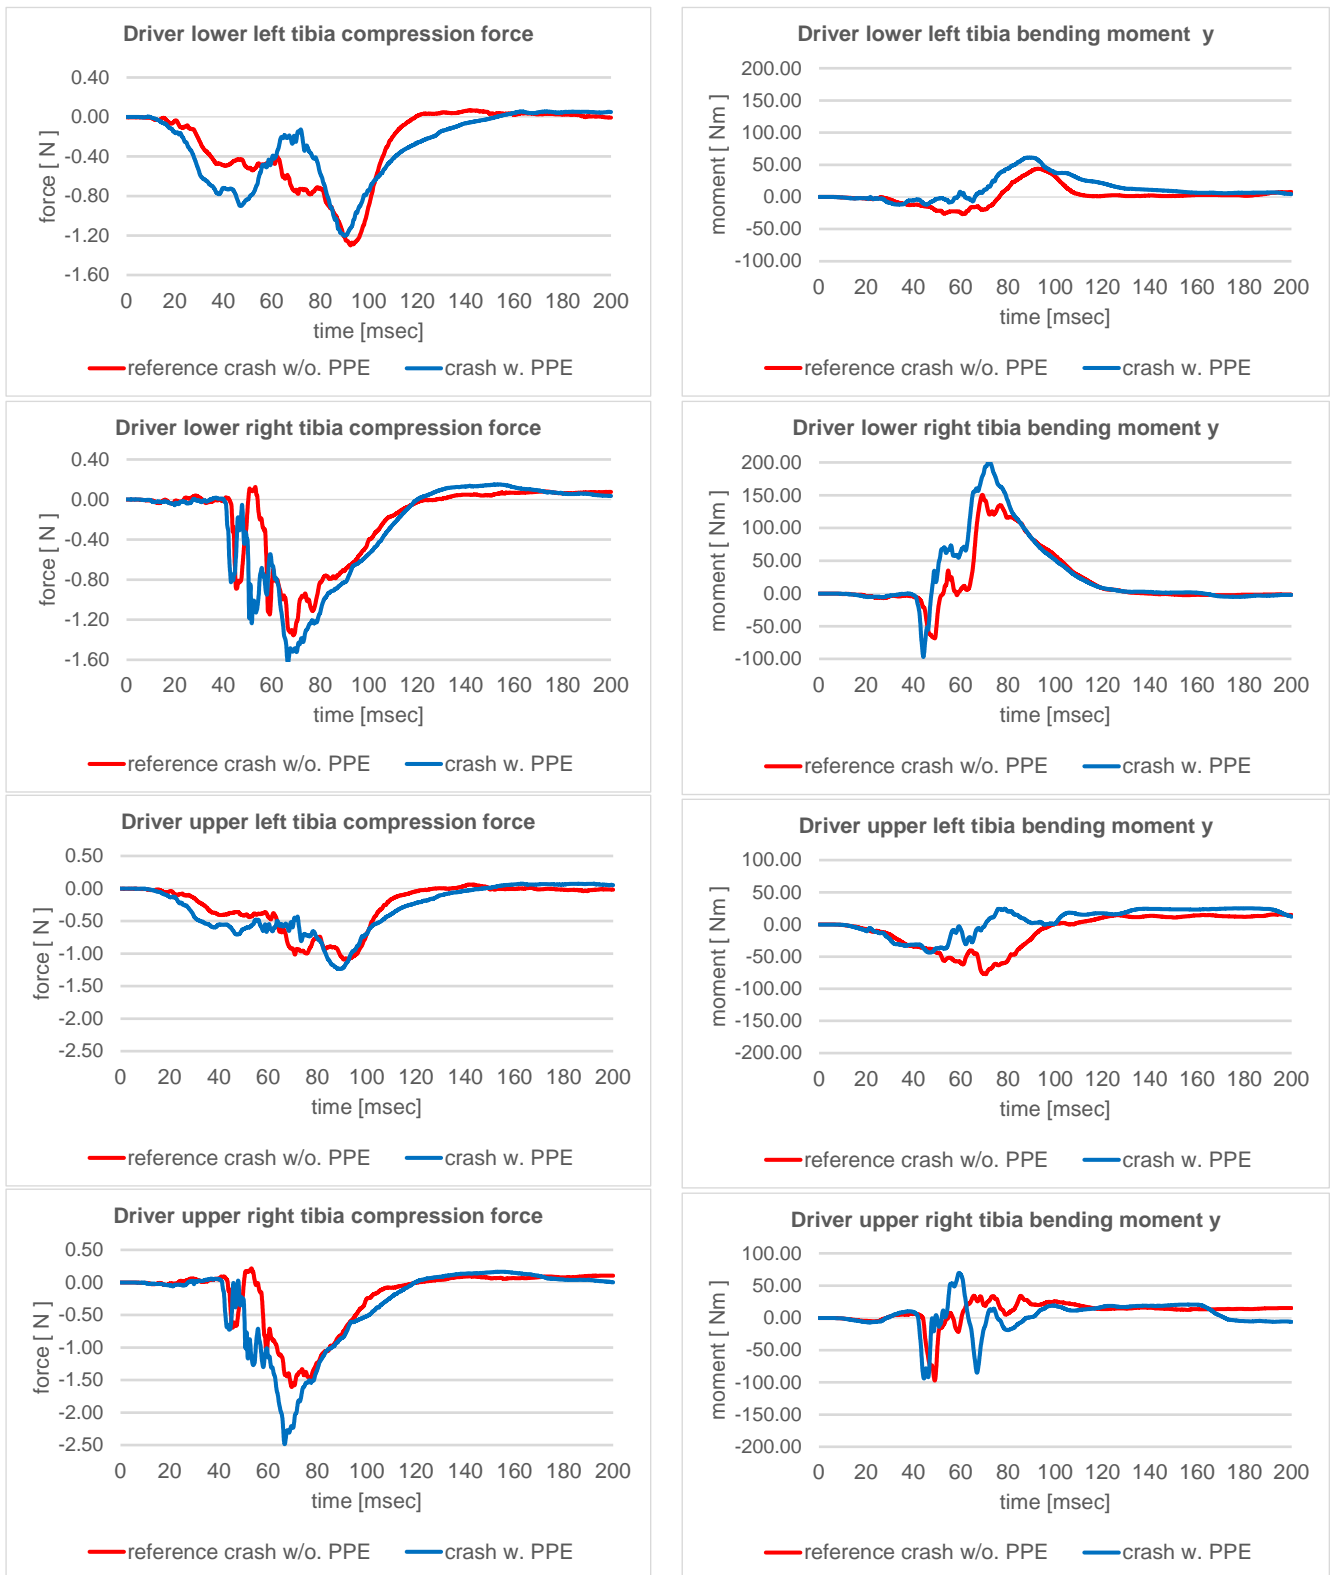 Driver lower left tibia compression force
force [ N ]
0.40
0.00
-0.40
-0.80
-1.20
-1.60
0 20 40 60 80 100 120 140 160 180 200
time [msec]
reference crash w/o. PPE crash w. PPE
Driver lower left tibia bending moment y
moment [ Nm ]
200.00
150.00
100.00
50.00
0.00
-50.00
-100.00
0 20 40 60 80 100 120 140 160 180 200
time [msec]
reference crash w/o. PPE crash w. PPE
Driver lower right tibia compression force
force [ N ]
0.40
0.00
-0.40
-0.80
-1.20
-1.60
0 20 40 60 80 100 120 140 160 180 200
time [msec]
reference crash w/o. PPE crash w. PPE
Driver lower right tibia bending moment y
moment [ Nm ]
200.00
150.00
100.00
50.00
0.00
-50.00
-100.00
0 20 40 60 80 100 120 140 160 180 200
time [msec]
reference crash w/o. PPE crash w. PPE
Driver upper left tibia compression force
force [ N ]
0.50
0.00
-0.50
-1.00
-1.50
-2.00
-2.50
0 20 40 60 80 100 120 140 160 180 200
time [msec]
reference crash w/o. PPE crash w. PPE
Driver upper left tibia bending moment y
moment [ Nm ]
100.00
50.00
0.00
-50.00
-100.00
-150.00
-200.00
0 20 40 60 80 100 120 140 160 180 200
time [msec]
reference crash w/o. PPE crash w. PPE
Driver upper right tibia compression force
force [ N ]
0.50
0.00
-0.50
-1.00
-1.50
-2.00
-2.50
0 20 40 60 80 100 120 140 160 180 200
time [msec]
reference crash w/o. PPE crash w. PPE
Driver upper right tibia bending moment y
moment [ Nm ]
100.00
50.00
0.00
-50.00
-100.00
-150.00
-200.00
0 20 40 60 80 100 120 140 160 180 200
time [msec]
reference crash w/o. PPE crash w. PPE